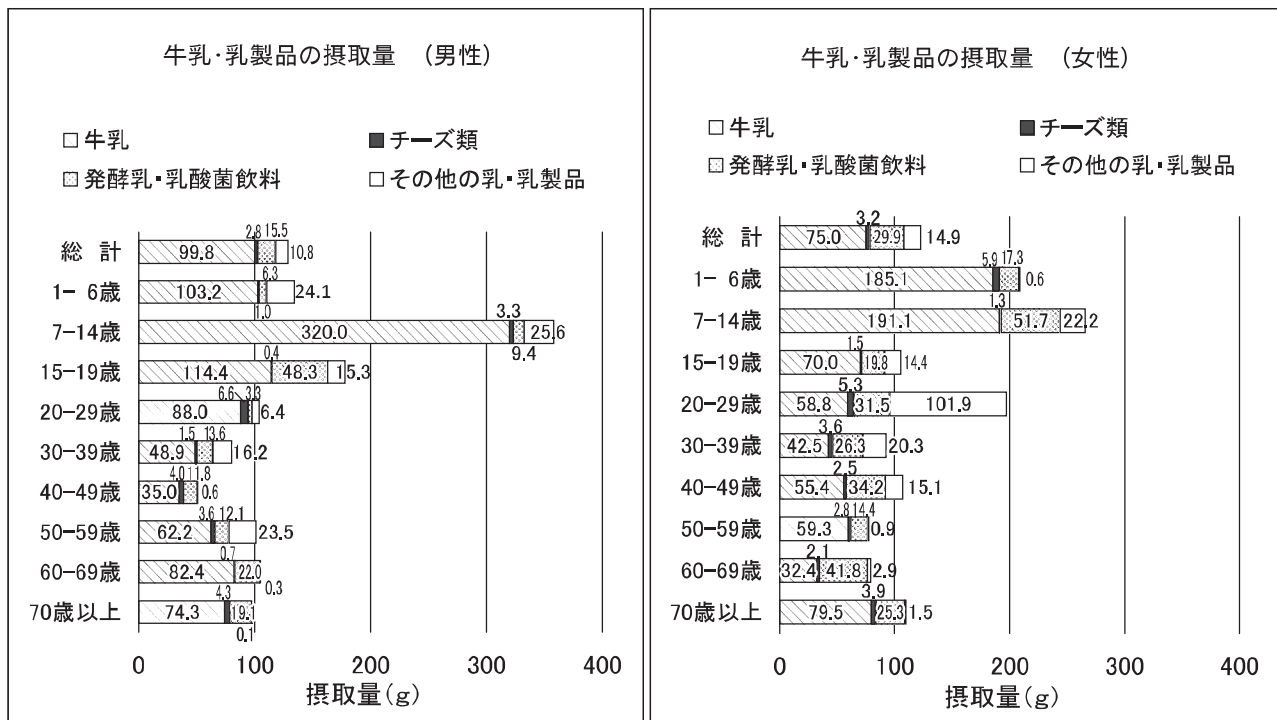 牛乳・乳製品の摂取量 (男性)
□牛乳 ■チーズ類
発酵乳・乳酸菌飲料 □その他の乳・乳製品
総 計 99.8 2.8 15.5 10.8
1- 6歳 103.2 1.0 6.3 24.1
7-14歳 320.0 3.3 9.4 25.6
15-19歳 114.4 0.4 48.3 15.3
20-29歳 88.0 6.6 3.3 6.4
30-39歳 48.9 1.5 13.6 16.2
40-49歳 35.0 4.0 11.8 0.6
50-59歳 62.2 3.6 12.1 23.5
60-69歳 82.4 0.7 22.0 0.3
70歳以上 74.3 4.3 19.1 0.1
0 100 200 300 400
摂取量(g)
牛乳・乳製品の摂取量 (女性)
□牛乳 ■チーズ類
発酵乳・乳酸菌飲料 □その他の乳・乳製品
総 計 75.0 3.2 29.9 14.9
1- 6歳 185.1 5.9 17.3 0.6
7-14歳 191.1 1.3 51.7 22.2
15-19歳 70.0 1.5 19.8 14.4
20-29歳 58.8 5.3 31.5 101.9
30-39歳 42.5 3.6 26.3 20.3
40-49歳 55.4 2.5 34.2 15.1
50-59歳 59.3 2.8 14.4 0.9
60-69歳 32.4 2.1 41.8 2.9
70歳以上 79.5 3.9 25.3 1.5
0 100 200 300 400
摂取量(g)